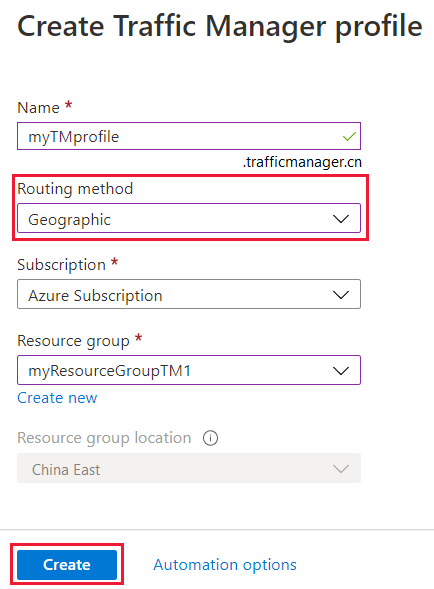 Create Traffic Manager profile
Name *
myTMprofile
.trafficmanager.cn
Routing method
Geographic
Subscription *
Azure Subscription
Resource group *
myResourceGroupTM1
Create new
Resource group location
China East
Create Automation options